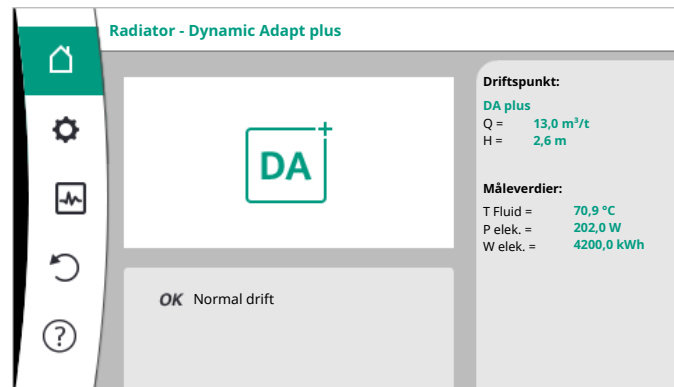 Radiator - Dynamic Adapt plus
DA+
OK Normal drift
Driftspunkt:
DA plus
Q = 13,0 m³/t
H = 2,6 m
Måleverdier:
T Fluid = 70,9 °C
P elek. = 202,0 W
W elek. = 4200,0 kWh
?